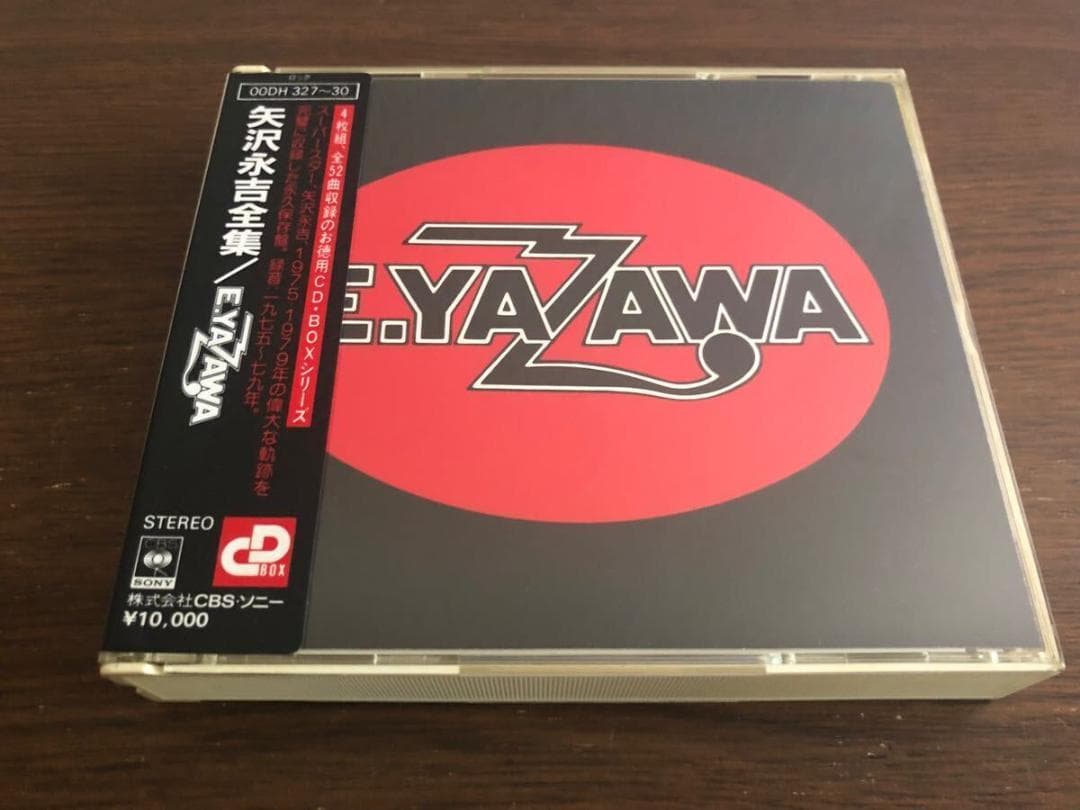 ロック
00DH 327〜30
矢沢永吉全集/E.YAZAWA
4枚組、全52曲収録のお徳用CD・BOXシリーズ
スーパースター、矢沢永吉、1975-1979年の偉大な軌跡を
完璧に収録した永久保存盤。録音:一九七五〜七九年。
STEREO
CBS
SONY
CD
BOX
株式会社CBS・ソニー
¥10,000
E.YAZAWA